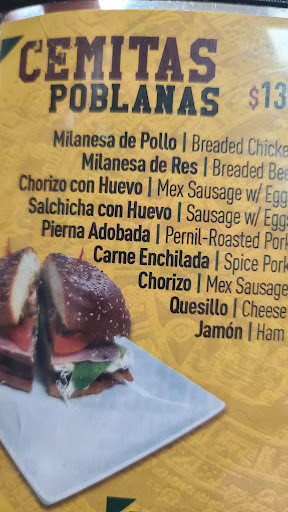 CEMITAS
POBLANAS $13
Milanesa de Pollo | Breaded Chicke
Milanesa de Res | Breaded Bee
Chorizo con Huevo | Mex Sausage w/ Egg
Salchicha con Huevo | Sausage w/ Eggs
Pierna Adobada | Pernil-Roasted Pork
Carne Enchilada | Spice Pork
Chorizo | Mex Sausage
Quesillo | Cheese
Jamón | Ham